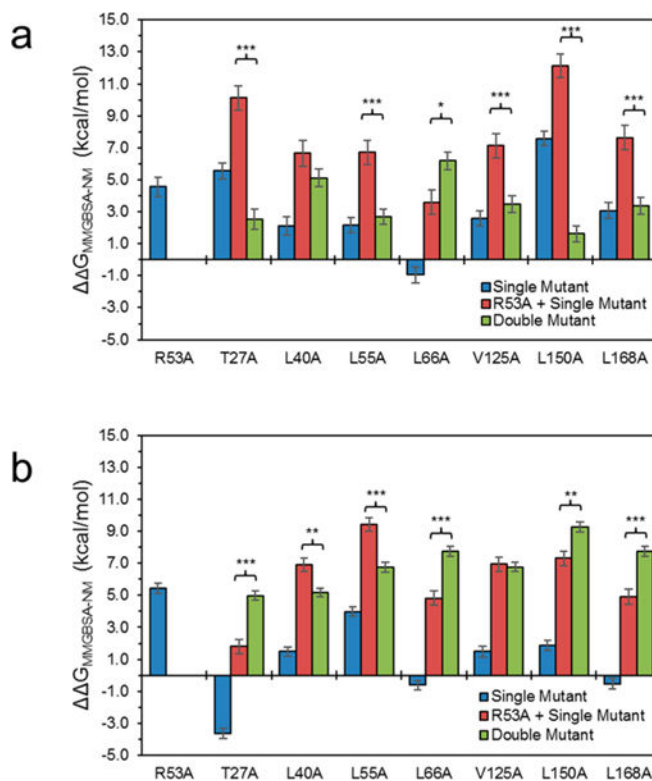 a
ΔΔG_MMGBSA-NM (kcal/mol)
15.0
13.0
11.0
9.0
7.0
5.0
3.0
1.0
-1.0
-3.0
-5.0
***
***
*
***
***
***
Single Mutant
R53A + Single Mutant
Double Mutant
R53A T27A L40A L55A L66A V125A L150A L168A
b
ΔΔG_MMGBSA-NM (kcal/mol)
15.0
13.0
11.0
9.0
7.0
5.0
3.0
1.0
-1.0
-3.0
-5.0
***
**
***
***
**
***
Single Mutant
R53A + Single Mutant
Double Mutant
R53A T27A L40A L55A L66A V125A L150A L168A